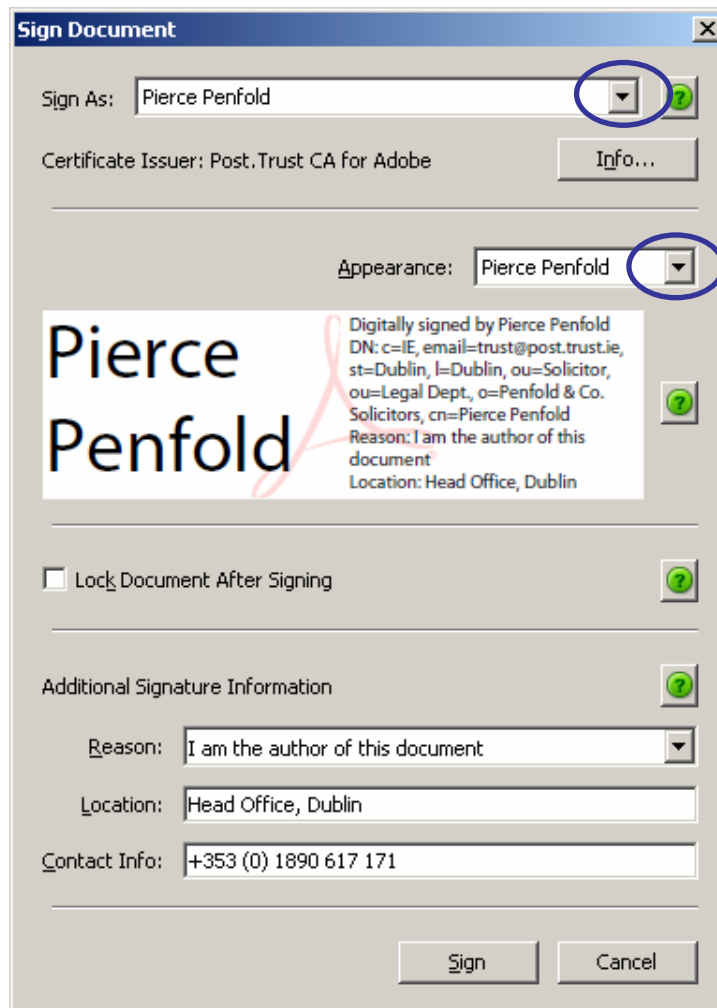 Sign Document
Sign As: Pierce Penfold
Certificate Issuer: Post.Trust CA for Adobe Info...
Appearance: Pierce Penfold
Pierce
Penfold
Digitally signed by Pierce Penfold
DN: c=IE, email=trust@post.trust.ie,
st=Dublin, l=Dublin, ou=Solicitor,
ou=Legal Dept., o=Penfold & Co.
Solicitors, cn=Pierce Penfold
Reason: I am the author of this
document
Location: Head Office, Dublin
Lock Document After Signing
Additional Signature Information
Reason: I am the author of this document
Location: Head Office, Dublin
Contact Info: +353 (0) 1890 617 171
Sign Cancel